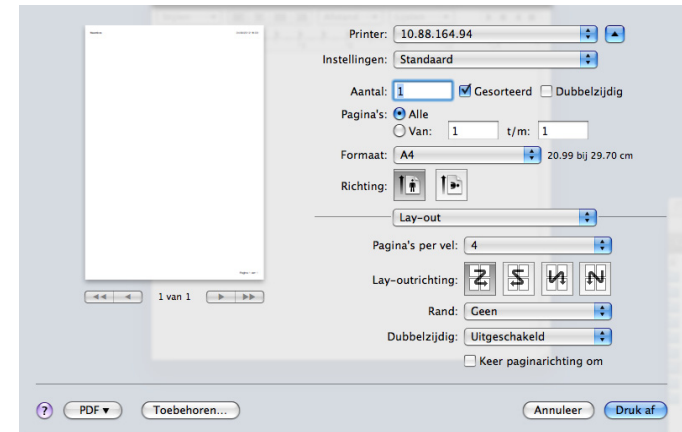 Printer: 10.88.164.94
Instellingen: Standaard
Aantal: 1 Gesorteerd Dubbelzijdig
Pagina's: Alle
Van: 1 t/m: 1
Formaat: A4 20.99 bij 29.70 cm
Richting:
Lay-out
Pagina's per vel: 4
Lay-outrichting:
Rand: Geen
Dubbelzijdig: Uitgeschakeld
Keer paginarichting om
1 van 1
? PDF ▼ Toebehoren... Annuleer Druk af